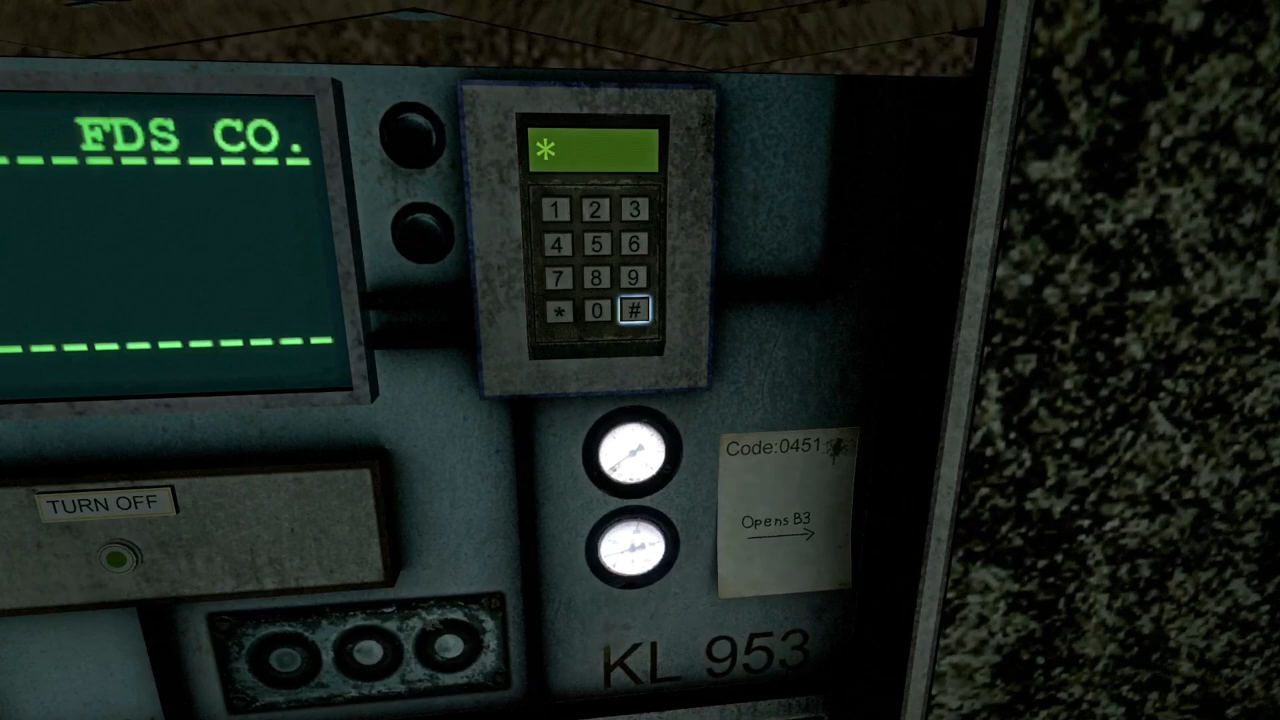 FDS CO.
*
1 2 3
4 5 6
7 8 9
* 0 #
Code:0451
Opens B3
TURN OFF
KL 953